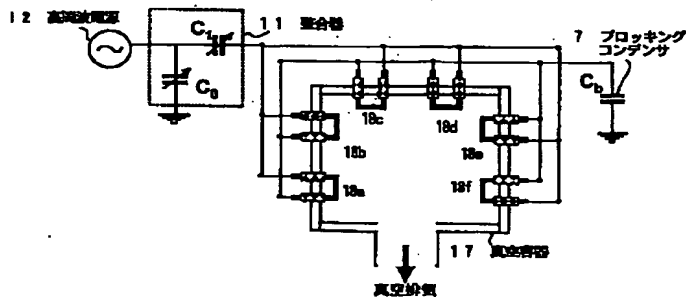 12 高周波電源
C1
11 整合器
7 ブロッキング
コンデンサ
C0
Cb
18c
18d
18b
18e
18a
18f
17 真空容器
真空排気